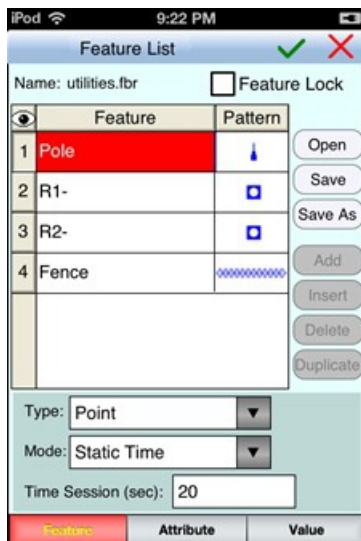 iPod 9:22 PM
Feature List
Name: utilities.fbr Feature Lock
Feature Pattern
1 Pole
2 R1-
3 R2-
4 Fence
Open
Save
Save As
Add
Insert
Delete
Duplicate
Type: Point
Mode: Static Time
Time Session (sec): 20
Feature Attribute Value